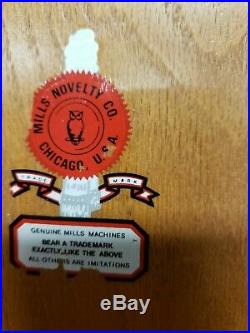 MILLS NOVELTY CO.
CHICAGO, U.S.A.
TRADE MARK
GENUINE MILLS MACHINES
BEAR A TRADEMARK
EXACTLY LIKE THE ABOVE
ALL OTHERS ARE IMITATIONS